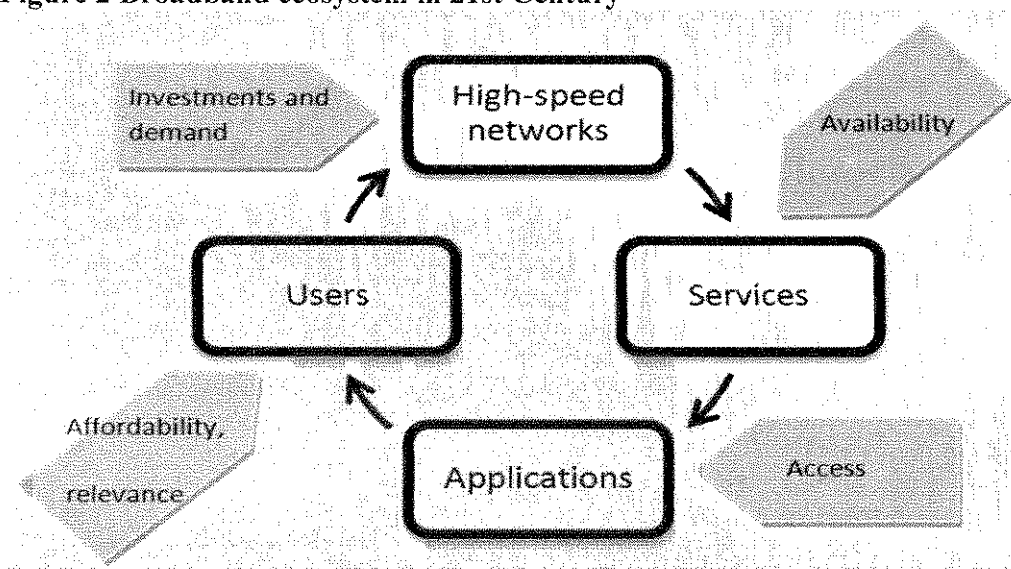 Figure 2 Broadband ecosystem in 21st Century
Investments and
demand
High-speed
networks
Availability
Users
Services
Affordability,
relevance
Applications
Access